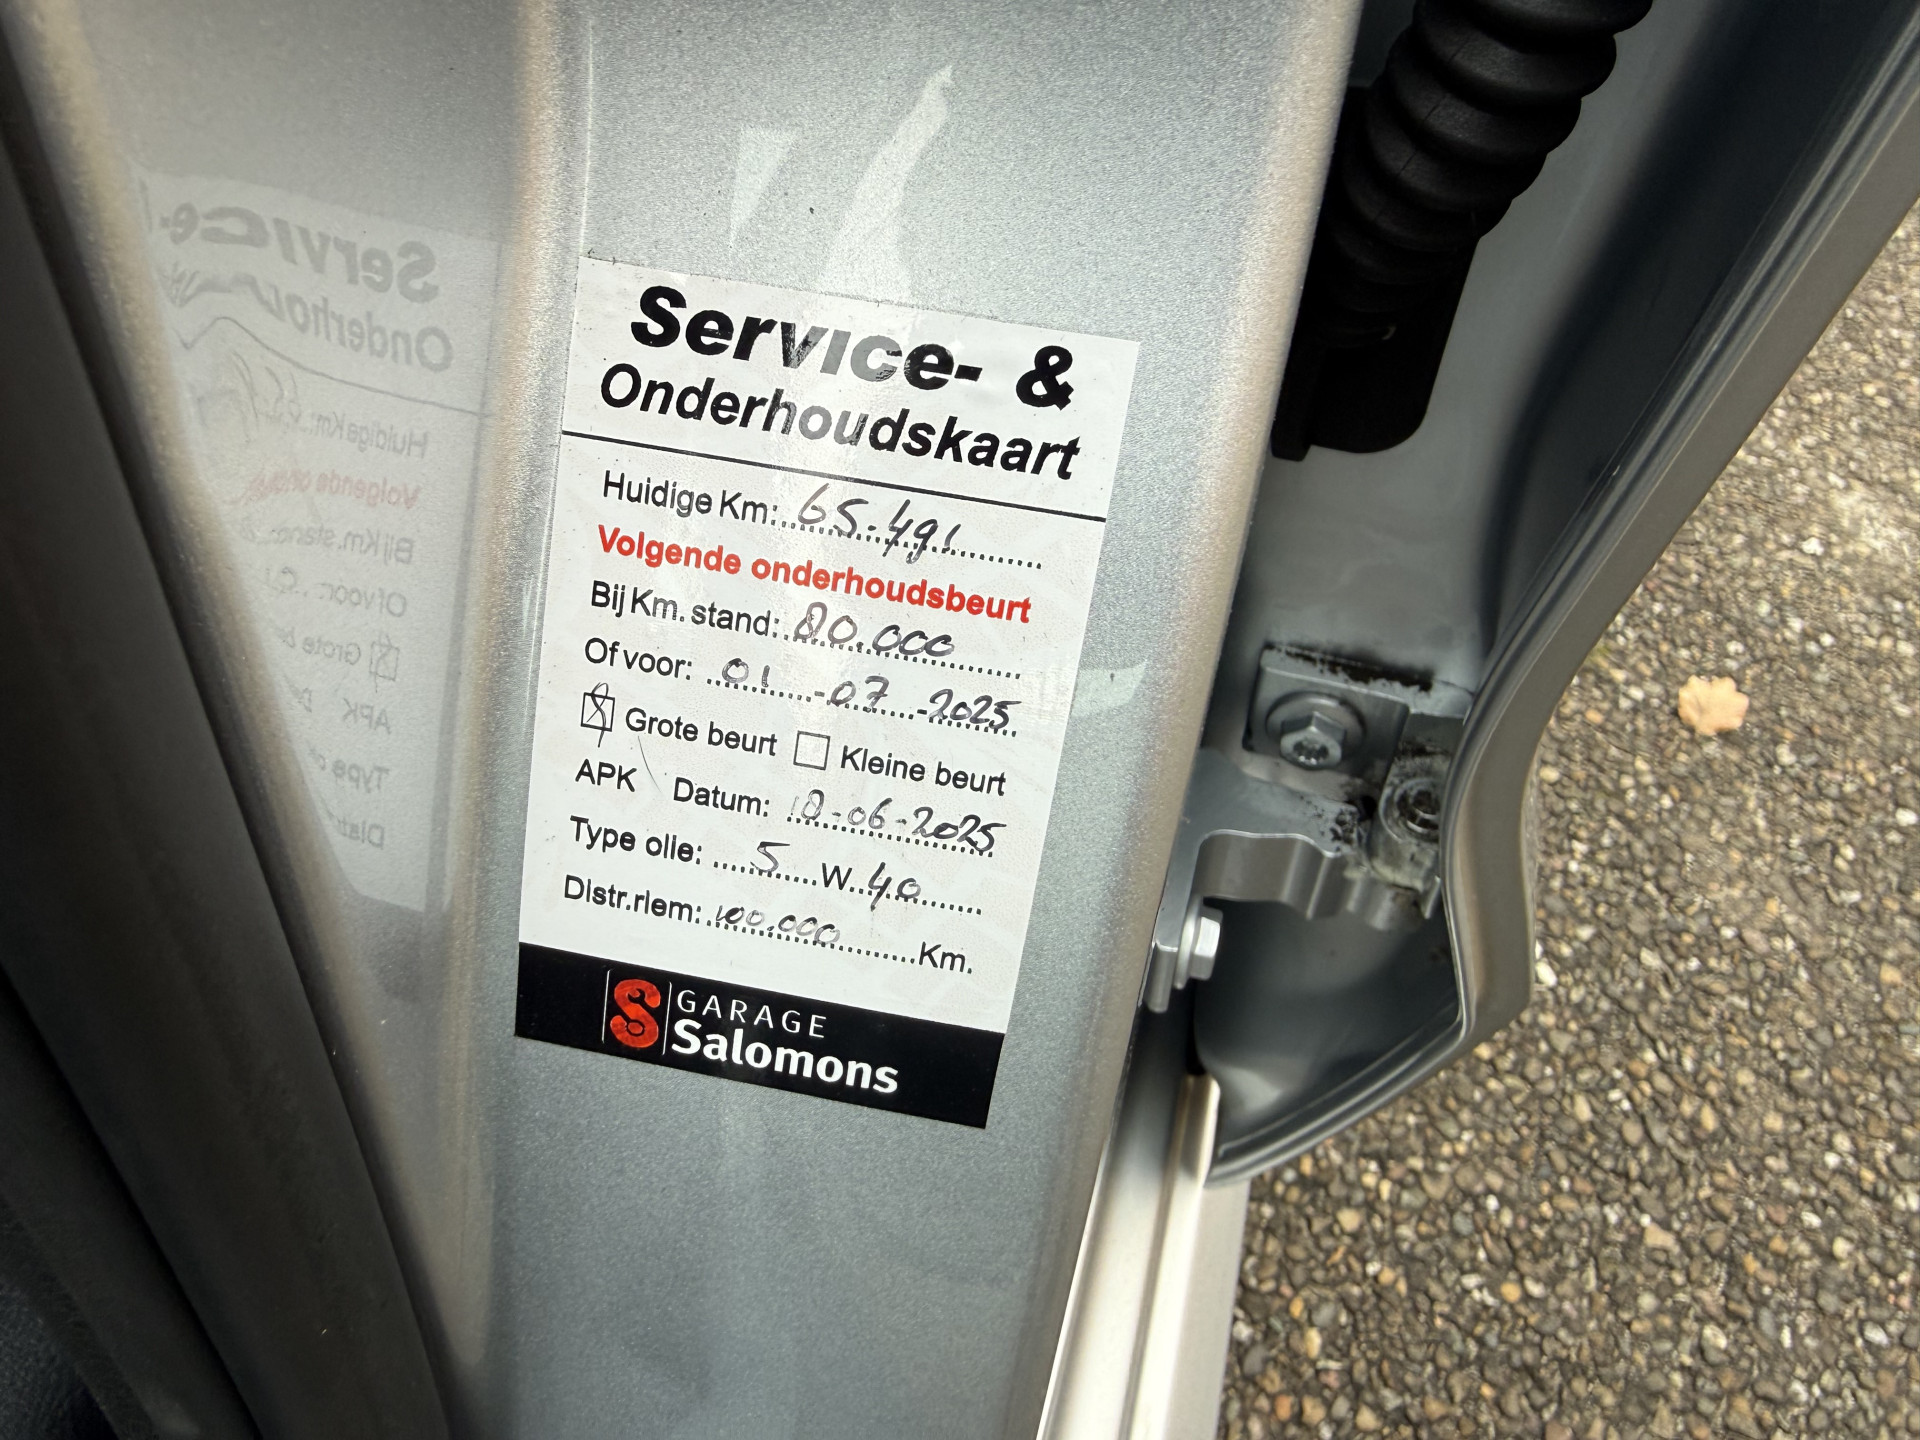 Service- &
Onderhoudskaart
Huidige Km: 65.491
Volgende onderhoudsbeurt
Bij Km. stand: 80.000
Of voor: 01-07-2025
Grote beurt Kleine beurt
APK Datum: 18-06-2025
Type olie: 5 W 40
Distr.riem: 100.000 Km.
GARAGE
Salomons